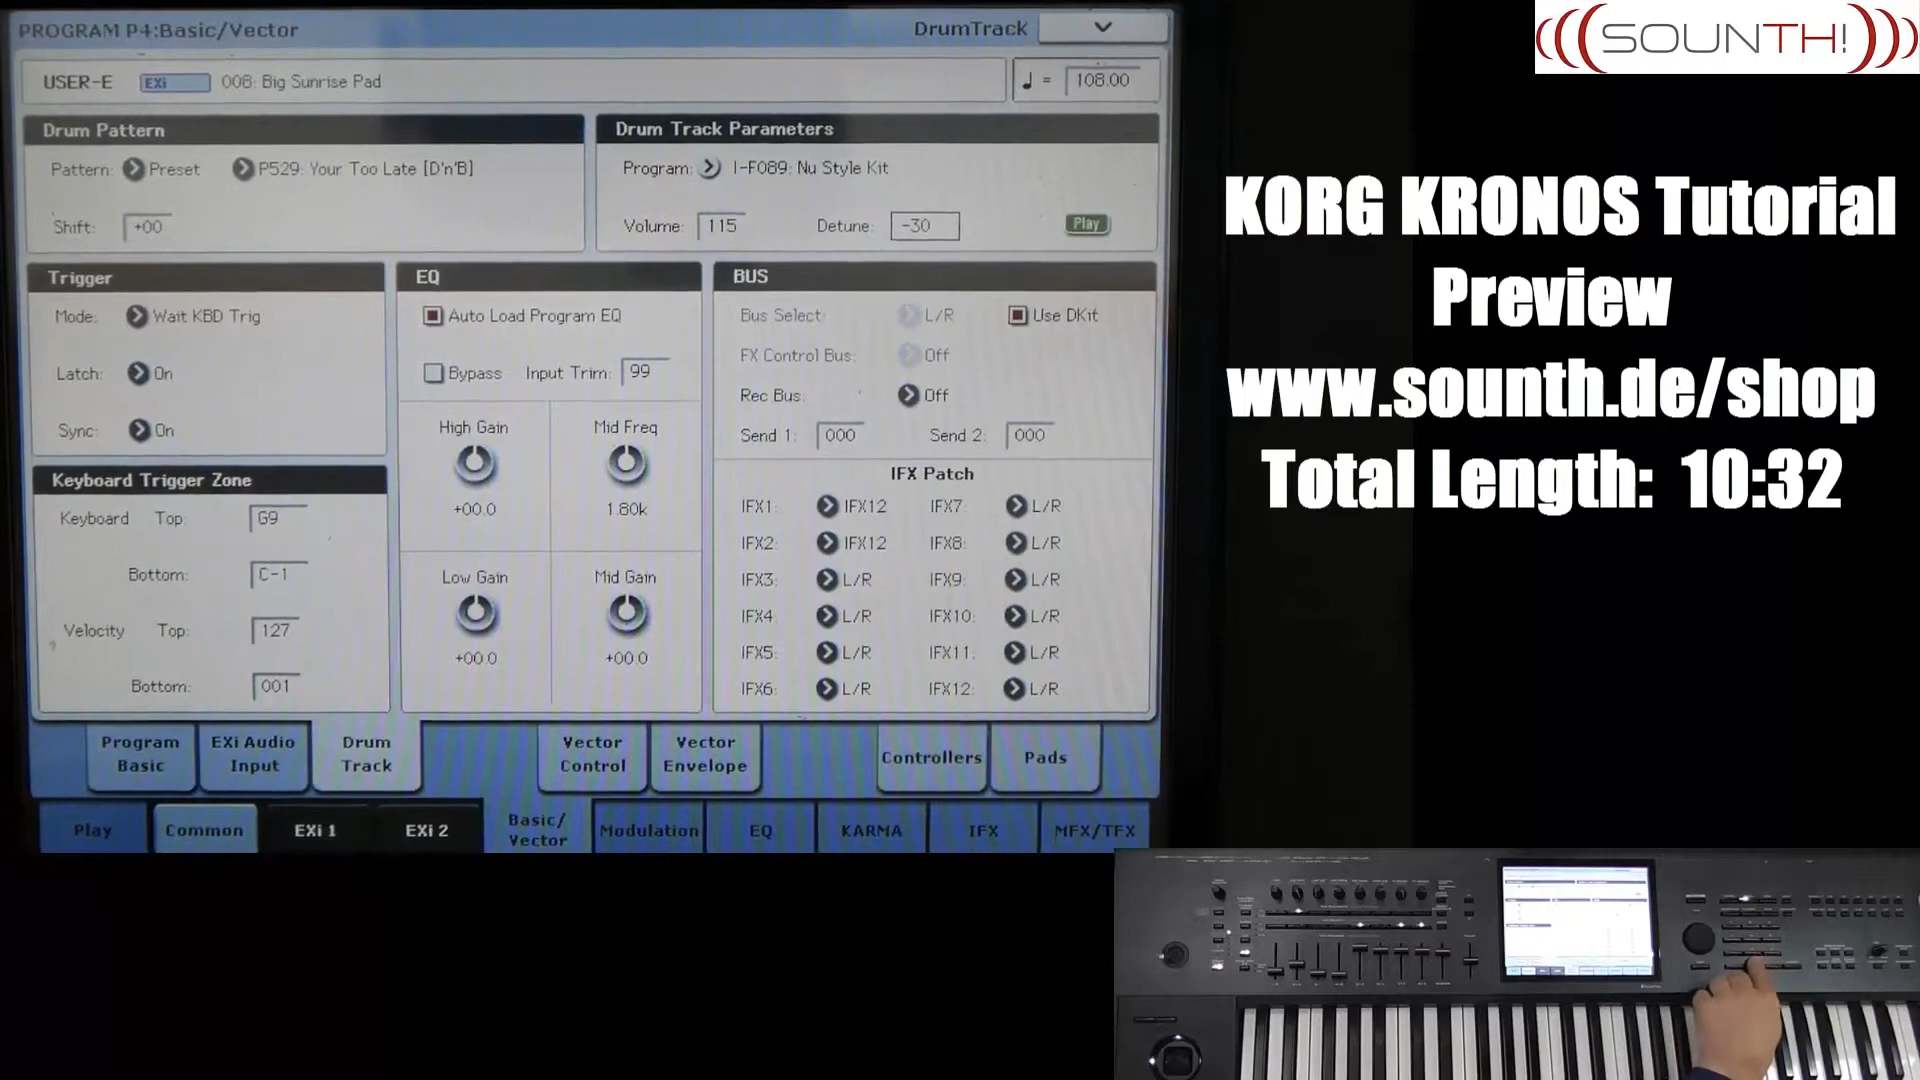 PROGRAM P4:Basic/Vector
DrumTrack
USER-E EXi 008: Big Sunrise Pad
♩ = 108.00
Drum Pattern
Pattern: Preset P529: Your Too Late [D'n'B]
Shift: +00
Drum Track Parameters
Program: I-F089: Nu Style Kit
Volume: 115 Detune: -30 Play
Trigger
Mode: Wait KBD Trig
Latch: On
Sync: On
Keyboard Trigger Zone
Keyboard Top: G9
Bottom: C-1
Velocity Top: 127
Bottom: 001
EQ
Auto Load Program EQ
Bypass Input Trim: 99
High Gain Mid Freq
+00.0 1.80k
Low Gain Mid Gain
+00.0 +00.0
BUS
Bus Select: L/R Use DKit
FX Control Bus: Off
Rec Bus: Off
Send 1: 000 Send 2: 000
IFX Patch
IFX1: IFX12 IFX7: L/R
IFX2: IFX12 IFX8: L/R
IFX3: L/R IFX9: L/R
IFX4: L/R IFX10: L/R
IFX5: L/R IFX11: L/R
IFX6: L/R IFX12: L/R
Program Basic
EXi Audio Input
Drum Track
Vector Control
Vector Envelope
Controllers
Pads
Play
Common
EXi 1
EXi 2
Basic/ Vector
Modulation
EQ
KARMA
IFX
MFX/TFX
SOUNTH!
KORG KRONOS Tutorial
Preview
www.sounth.de/shop
Total Length: 10:32